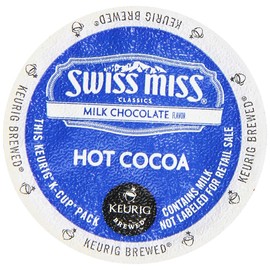 KEURIG BREWED®
KEURIG BREWED®
KEURIG BREWED®
SWISS MISS
CLASSICS
MILK CHOCOLATE FLAVOR
HOT COCOA
THIS KEURIG® K-CUP® PACK
CONTAINS MILK
NOT LABELED FOR RETAIL SALE
KEURIG
BREWED®
KEURIG BREWED®